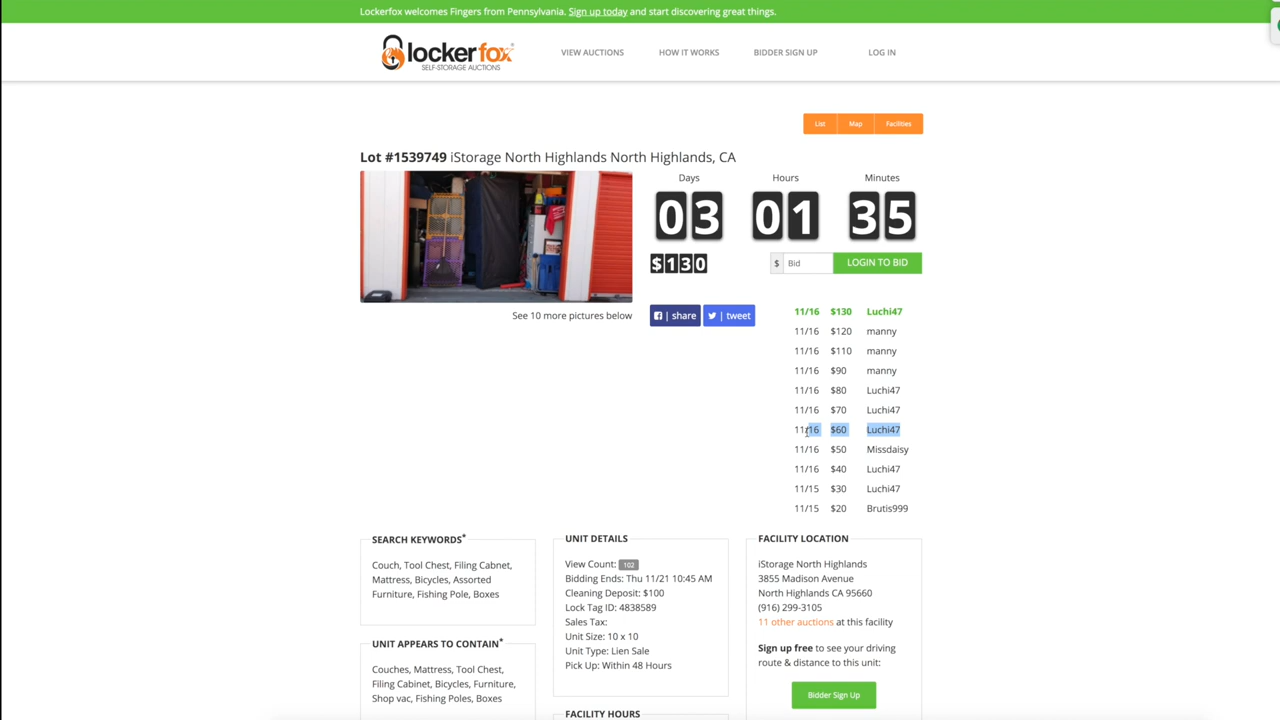 Lockerfox welcomes Fingers from Pennsylvania. Sign up today and start discovering great things.
lockerfox
SELF-STORAGE AUCTIONS
VIEW AUCTIONS
HOW IT WORKS
BIDDER SIGN UP
LOG IN
List
Map
Facilities
Lot #1539749 iStorage North Highlands North Highlands, CA
Days
Hours
Minutes
03
01
35
$130
$
Bid
LOGIN TO BID
See 10 more pictures below
| share
| tweet
11/16 $130 Luchi47
11/16 $120 manny
11/16 $110 manny
11/16 $90 manny
11/16 $80 Luchi47
11/16 $70 Luchi47
11/16 $60 Luchi47
11/16 $50 Missdaisy
11/16 $40 Luchi47
11/15 $30 Luchi47
11/15 $20 Brutis999
SEARCH KEYWORDS*
Couch, Tool Chest, Filing Cabnet,
Mattress, Bicycles, Assorted
Furniture, Fishing Pole, Boxes
UNIT APPEARS TO CONTAIN*
Couches, Mattress, Tool Chest,
Filing Cabinet, Bicycles, Furniture,
Shop vac, Fishing Poles, Boxes
UNIT DETAILS
View Count: 102
Bidding Ends: Thu 11/21 10:45 AM
Cleaning Deposit: $100
Lock Tag ID: 4838589
Sales Tax:
Unit Size: 10 x 10
Unit Type: Lien Sale
Pick Up: Within 48 Hours
FACILITY HOURS
FACILITY LOCATION
iStorage North Highlands
3855 Madison Avenue
North Highlands CA 95660
(916) 299-3105
11 other auctions at this facility
Sign up free to see your driving
route & distance to this unit:
Bidder Sign Up